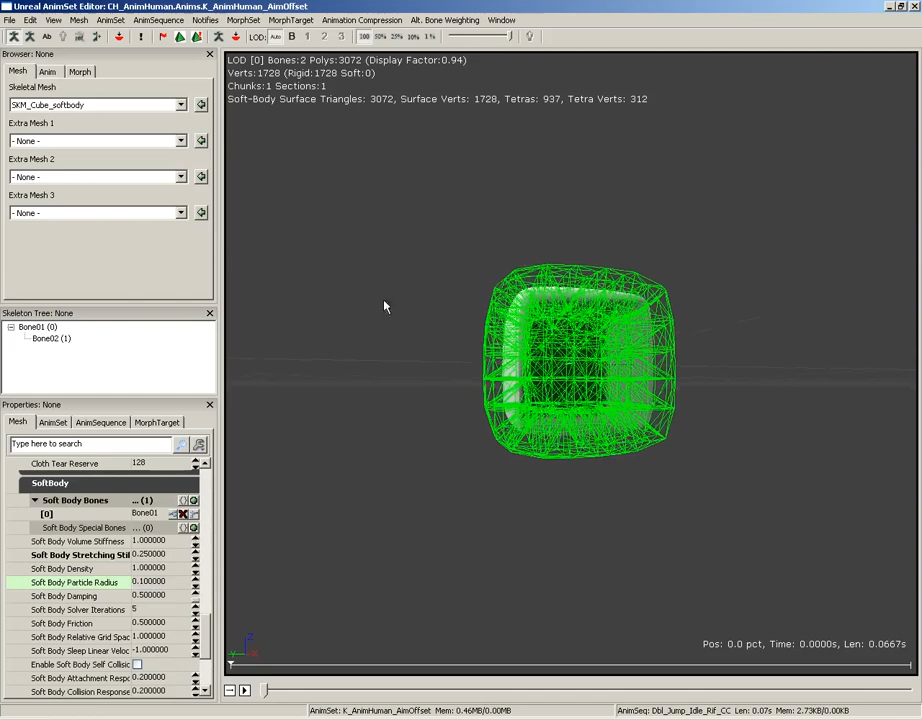 Unreal AnimSet Editor: CH_AnimHuman.Anims.K_AnimHuman_AimOffset
File Edit View Mesh AnimSet AnimSequence Notifies MorphSet MorphTarget Animation Compression Alt. Bone Weighting Window
Ab LOD: Auto B 1 2 3 100 50% 25% 10% 1%
Browser: None
Mesh Anim Morph
Skeletal Mesh
SKM_Cube_softbody
Extra Mesh 1
- None -
Extra Mesh 2
- None -
Extra Mesh 3
- None -
Skeleton Tree: None
Bone01 (0)
Bone02 (1)
Properties: None
Mesh AnimSet AnimSequence MorphTarget
Type here to search
Cloth Tear Reserve 128
SoftBody
Soft Body Bones ... (1)
[0] Bone01
Soft Body Special Bones ... (0)
Soft Body Volume Stiffness 1.000000
Soft Body Stretching Stif 0.250000
Soft Body Density 1.000000
Soft Body Particle Radius 0.100000
Soft Body Damping 0.500000
Soft Body Solver Iterations 5
Soft Body Friction 0.500000
Soft Body Relative Grid Spac 1.000000
Soft Body Sleep Linear Veloc -1.000000
Enable Soft Body Self Collisic
Soft Body Attachment Respo 0.200000
Soft Body Collision Response 0.200000
LOD [0] Bones:2 Polys:3072 (Display Factor:0.94)
Verts:1728 (Rigid:1728 Soft:0)
Chunks:1 Sections:1
Soft-Body Surface Triangles: 3072, Surface Verts: 1728, Tetras: 937, Tetra Verts: 312
Z
Y X
Pos: 0.0 pct, Time: 0.0000s, Len: 0.0667s
AnimSet: K_AnimHuman_AimOffset Mem: 0.46MB/0.00MB
AnimSeq: Dbl_Jump_Idle_Rif_CC Len: 0.07s Mem: 2.73KB/0.00KB